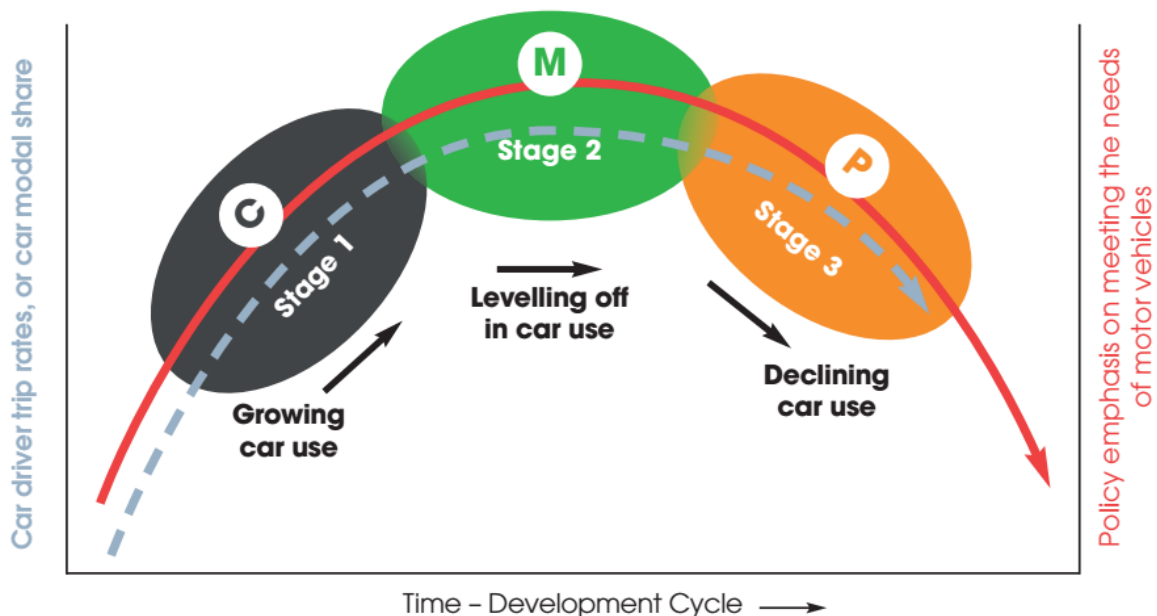 Car driver trip rates, or car modal share
Policy emphasis on meeting the needs
of motor vehicles
C
M
P
Stage 1
Stage 2
Stage 3
Growing
car use
Levelling off
in car use
Declining
car use
Time – Development Cycle